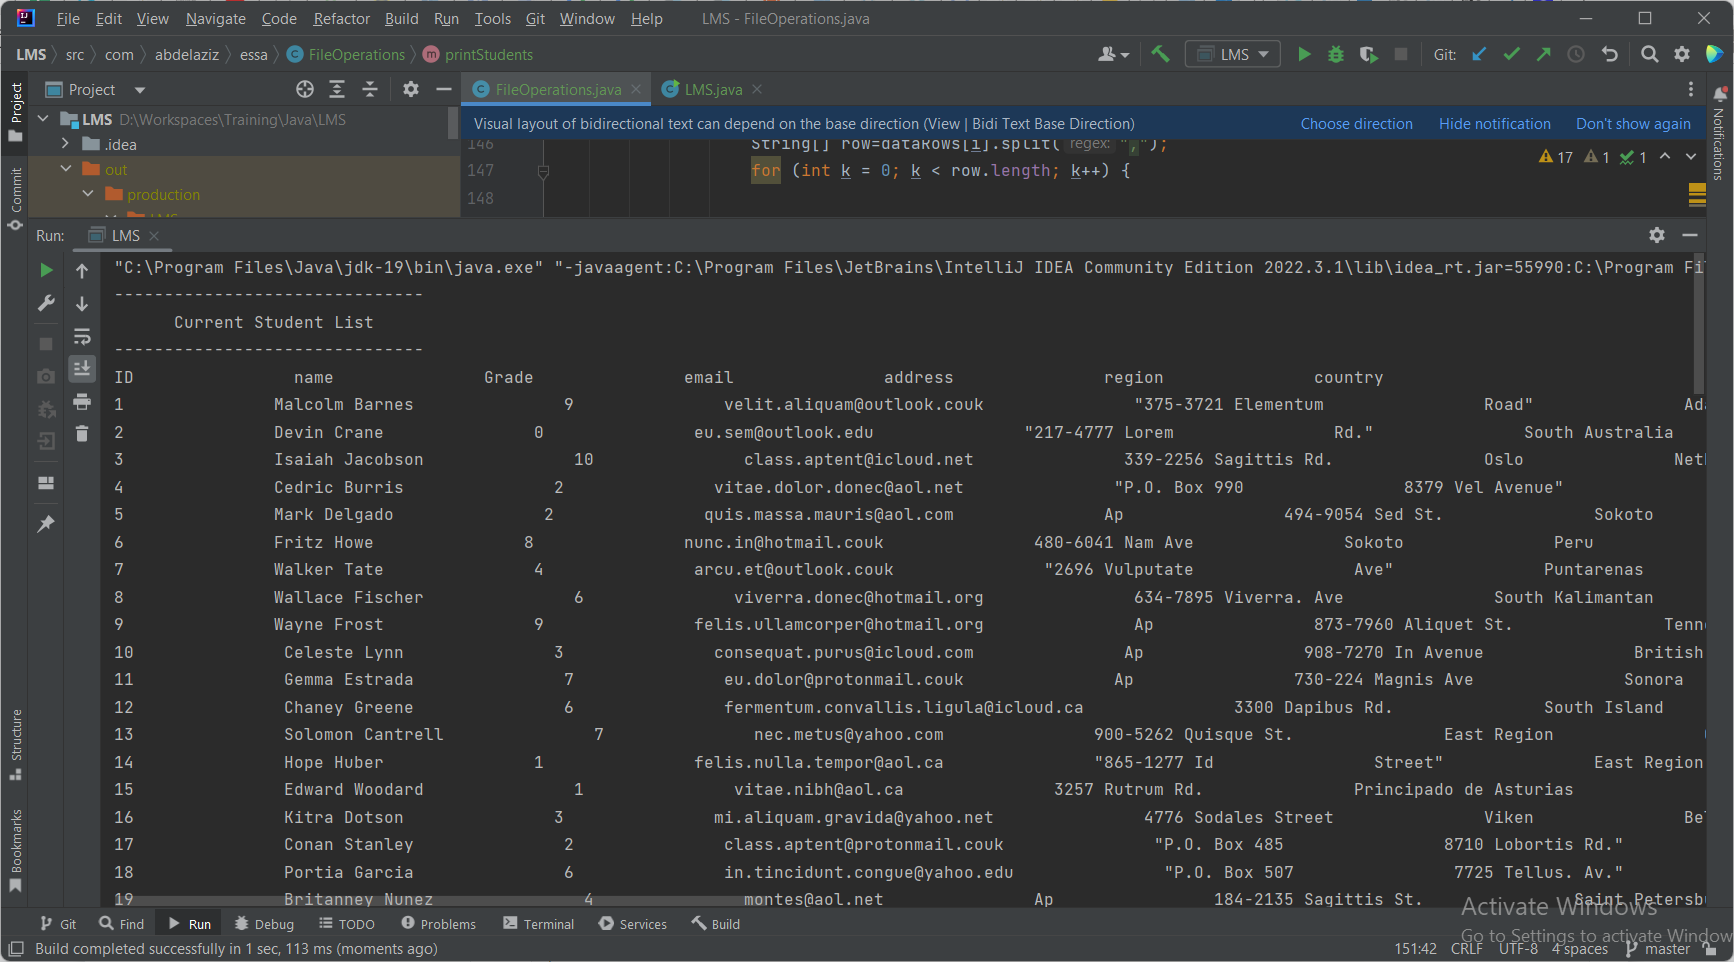 File Edit View Navigate Code Refactor Build Run Tools Git Window Help LMS - FileOperations.java
LMS src com abdelaziz essa FileOperations printStudents LMS Git:
Project FileOperations.java LMS.java
Project
LMS D:\Workspaces\Training\Java\LMS
.idea
out
production
Commit
Visual layout of bidirectional text can depend on the base direction (View | Bidi Text Base Direction) Choose direction Hide notification Don't show again
146 String[] row=dataRows[i].split( regex: ",");
147 for (int k = 0; k < row.length; k++) {
148
17 1 1
Notifications
Run: LMS
"C:\Program Files\Java\jdk-19\bin\java.exe" "-javaagent:C:\Program Files\JetBrains\IntelliJ IDEA Community Edition 2022.3.1\lib\idea_rt.jar=55990:C:\Program Fi
-------------------------------
Current Student List
-------------------------------
ID name Grade email address region country
1 Malcolm Barnes 9 velit.aliquam@outlook.couk "375-3721 Elementum Road" Ada
2 Devin Crane 0 eu.sem@outlook.edu "217-4777 Lorem Rd." South Australia
3 Isaiah Jacobson 10 class.aptent@icloud.net 339-2256 Sagittis Rd. Oslo Neth
4 Cedric Burris 2 vitae.dolor.donec@aol.net "P.O. Box 990 8379 Vel Avenue"
5 Mark Delgado 2 quis.massa.mauris@aol.com Ap 494-9054 Sed St. Sokoto
6 Fritz Howe 8 nunc.in@hotmail.couk 480-6041 Nam Ave Sokoto Peru
7 Walker Tate 4 arcu.et@outlook.couk "2696 Vulputate Ave" Puntarenas
8 Wallace Fischer 6 viverra.donec@hotmail.org 634-7895 Viverra. Ave South Kalimantan
9 Wayne Frost 9 felis.ullamcorper@hotmail.org Ap 873-7960 Aliquet St. Tenn
10 Celeste Lynn 3 consequat.purus@icloud.com Ap 908-7270 In Avenue British
11 Gemma Estrada 7 eu.dolor@protonmail.couk Ap 730-224 Magnis Ave Sonora
12 Chaney Greene 6 fermentum.convallis.ligula@icloud.ca 3300 Dapibus Rd. South Island
13 Solomon Cantrell 7 nec.metus@yahoo.com 900-5262 Quisque St. East Region
14 Hope Huber 1 felis.nulla.tempor@aol.ca "865-1277 Id Street" East Region
15 Edward Woodard 1 vitae.nibh@aol.ca 3257 Rutrum Rd. Principado de Asturias
16 Kitra Dotson 3 mi.aliquam.gravida@yahoo.net 4776 Sodales Street Viken Bel
17 Conan Stanley 2 class.aptent@protonmail.couk "P.O. Box 485 8710 Lobortis Rd."
18 Portia Garcia 6 in.tincidunt.congue@yahoo.edu "P.O. Box 507 7725 Tellus. Av."
19 Britanney Nunez 4 montes@aol.net Ap 184-2135 Sagittis St. Saint Petersbu
Structure
Bookmarks
Activate Windows
Go to Settings to activate Window
Git Find Run Debug TODO Problems Terminal Services Build
Build completed successfully in 1 sec, 113 ms (moments ago) 151:42 CRLF UTF-8 4 spaces master